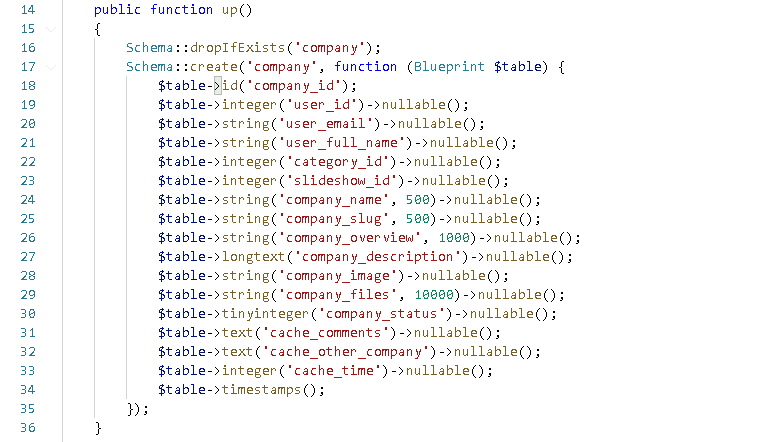 14 public function up()
15 {
16 Schema::dropIfExists('company');
17 Schema::create('company', function (Blueprint $table) {
18 $table->id('company_id');
19 $table->integer('user_id')->nullable();
20 $table->string('user_email')->nullable();
21 $table->string('user_full_name')->nullable();
22 $table->integer('category_id')->nullable();
23 $table->integer('slideshow_id')->nullable();
24 $table->string('company_name', 500)->nullable();
25 $table->string('company_slug', 500)->nullable();
26 $table->string('company_overview', 1000)->nullable();
27 $table->longtext('company_description')->nullable();
28 $table->string('company_image')->nullable();
29 $table->string('company_files', 10000)->nullable();
30 $table->tinyinteger('company_status')->nullable();
31 $table->text('cache_comments')->nullable();
32 $table->text('cache_other_company')->nullable();
33 $table->integer('cache_time')->nullable();
34 $table->timestamps();
35 });
36 }